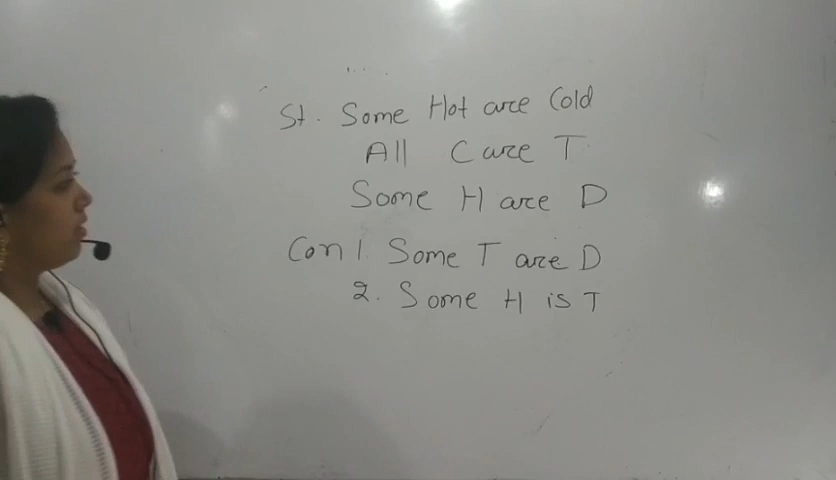 St. Some Hot are Cold
All C are T
Some H are D
Con 1. Some T are D
2. Some H is T